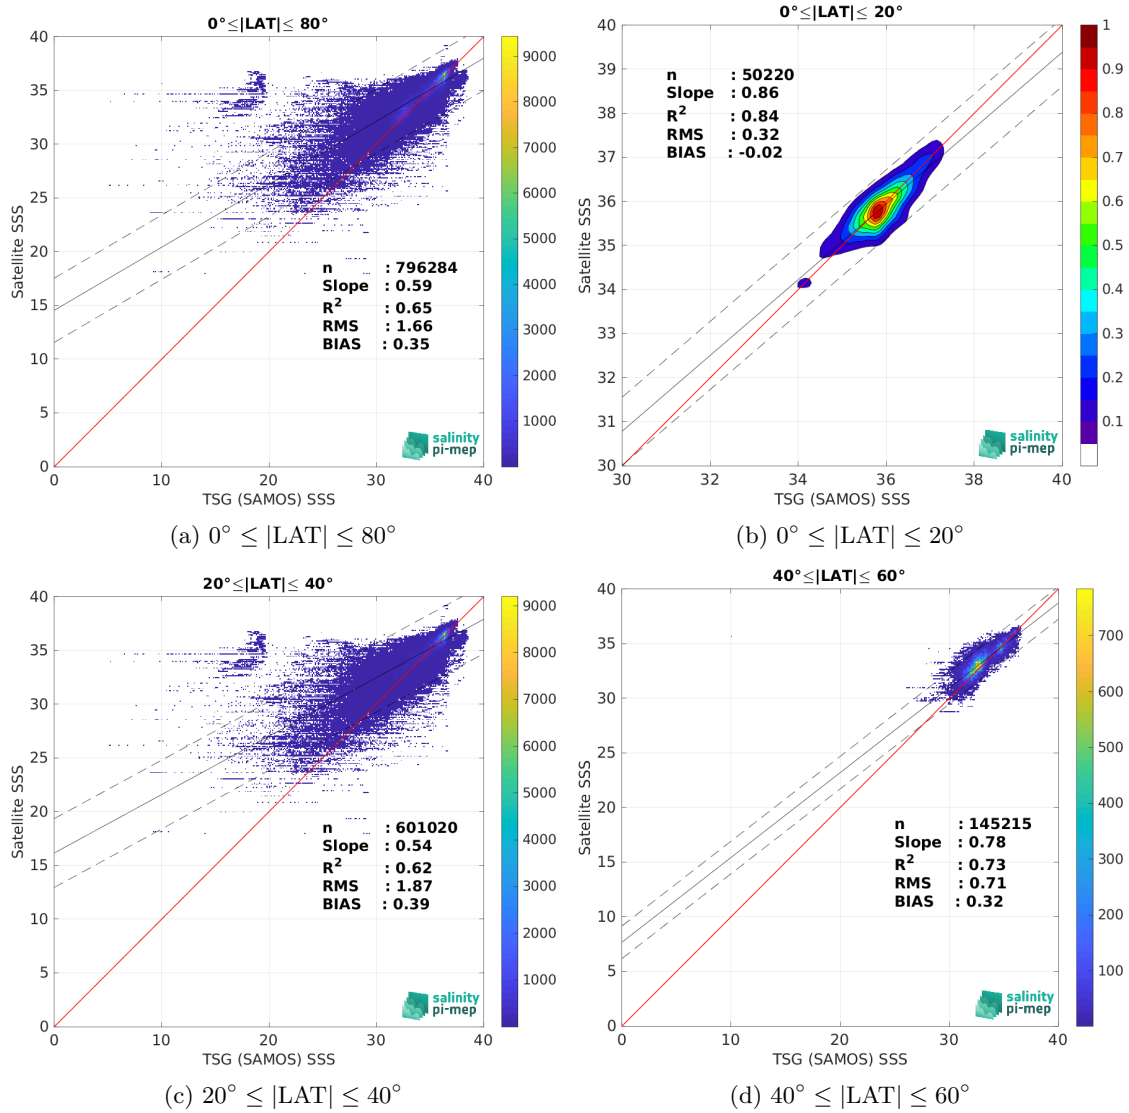 0°≤|LAT|≤ 80°
40
35
30
25
20
15
10
5
0
Satellite SSS
n : 796284
Slope : 0.59
R² : 0.65
RMS : 1.66
BIAS : 0.35
salinity
pi-mep
0 10 20 30 40
TSG (SAMOS) SSS
9000
8000
7000
6000
5000
4000
3000
2000
1000
(a) 0° ≤ |LAT| ≤ 80°
0°≤|LAT|≤ 20°
40
39
38
37
36
35
34
33
32
31
30
Satellite SSS
n : 50220
Slope : 0.86
R² : 0.84
RMS : 0.32
BIAS : -0.02
salinity
pi-mep
30 32 34 36 38 40
TSG (SAMOS) SSS
1
0.9
0.8
0.7
0.6
0.5
0.4
0.3
0.2
0.1
(b) 0° ≤ |LAT| ≤ 20°
20°≤|LAT|≤ 40°
40
35
30
25
20
15
10
5
0
Satellite SSS
n : 601020
Slope : 0.54
R² : 0.62
RMS : 1.87
BIAS : 0.39
salinity
pi-mep
0 10 20 30 40
TSG (SAMOS) SSS
9000
8000
7000
6000
5000
4000
3000
2000
1000
(c) 20° ≤ |LAT| ≤ 40°
40°≤|LAT|≤ 60°
40
35
30
25
20
15
10
5
0
Satellite SSS
n : 145215
Slope : 0.78
R² : 0.73
RMS : 0.71
BIAS : 0.32
salinity
pi-mep
0 10 20 30 40
TSG (SAMOS) SSS
700
600
500
400
300
200
100
(d) 40° ≤ |LAT| ≤ 60°